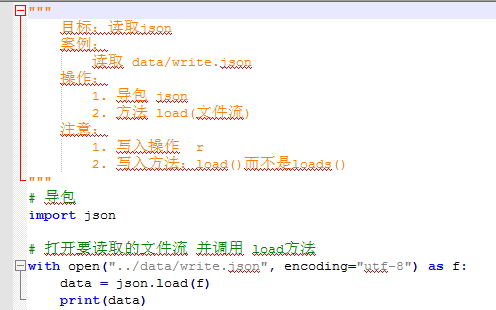 """
目标：读取json
案例：
读取 data/write.json
操作：
1. 导包 json
2. 方法 load(文件流)
注意：
1. 写入操作  r
2. 写入方法：load()而不是loads()
"""
# 导包
import json
# 打开要读取的文件流 并调用 load方法
with open("../data/write.json", encoding="utf-8") as f:
data = json.load(f)
print(data)